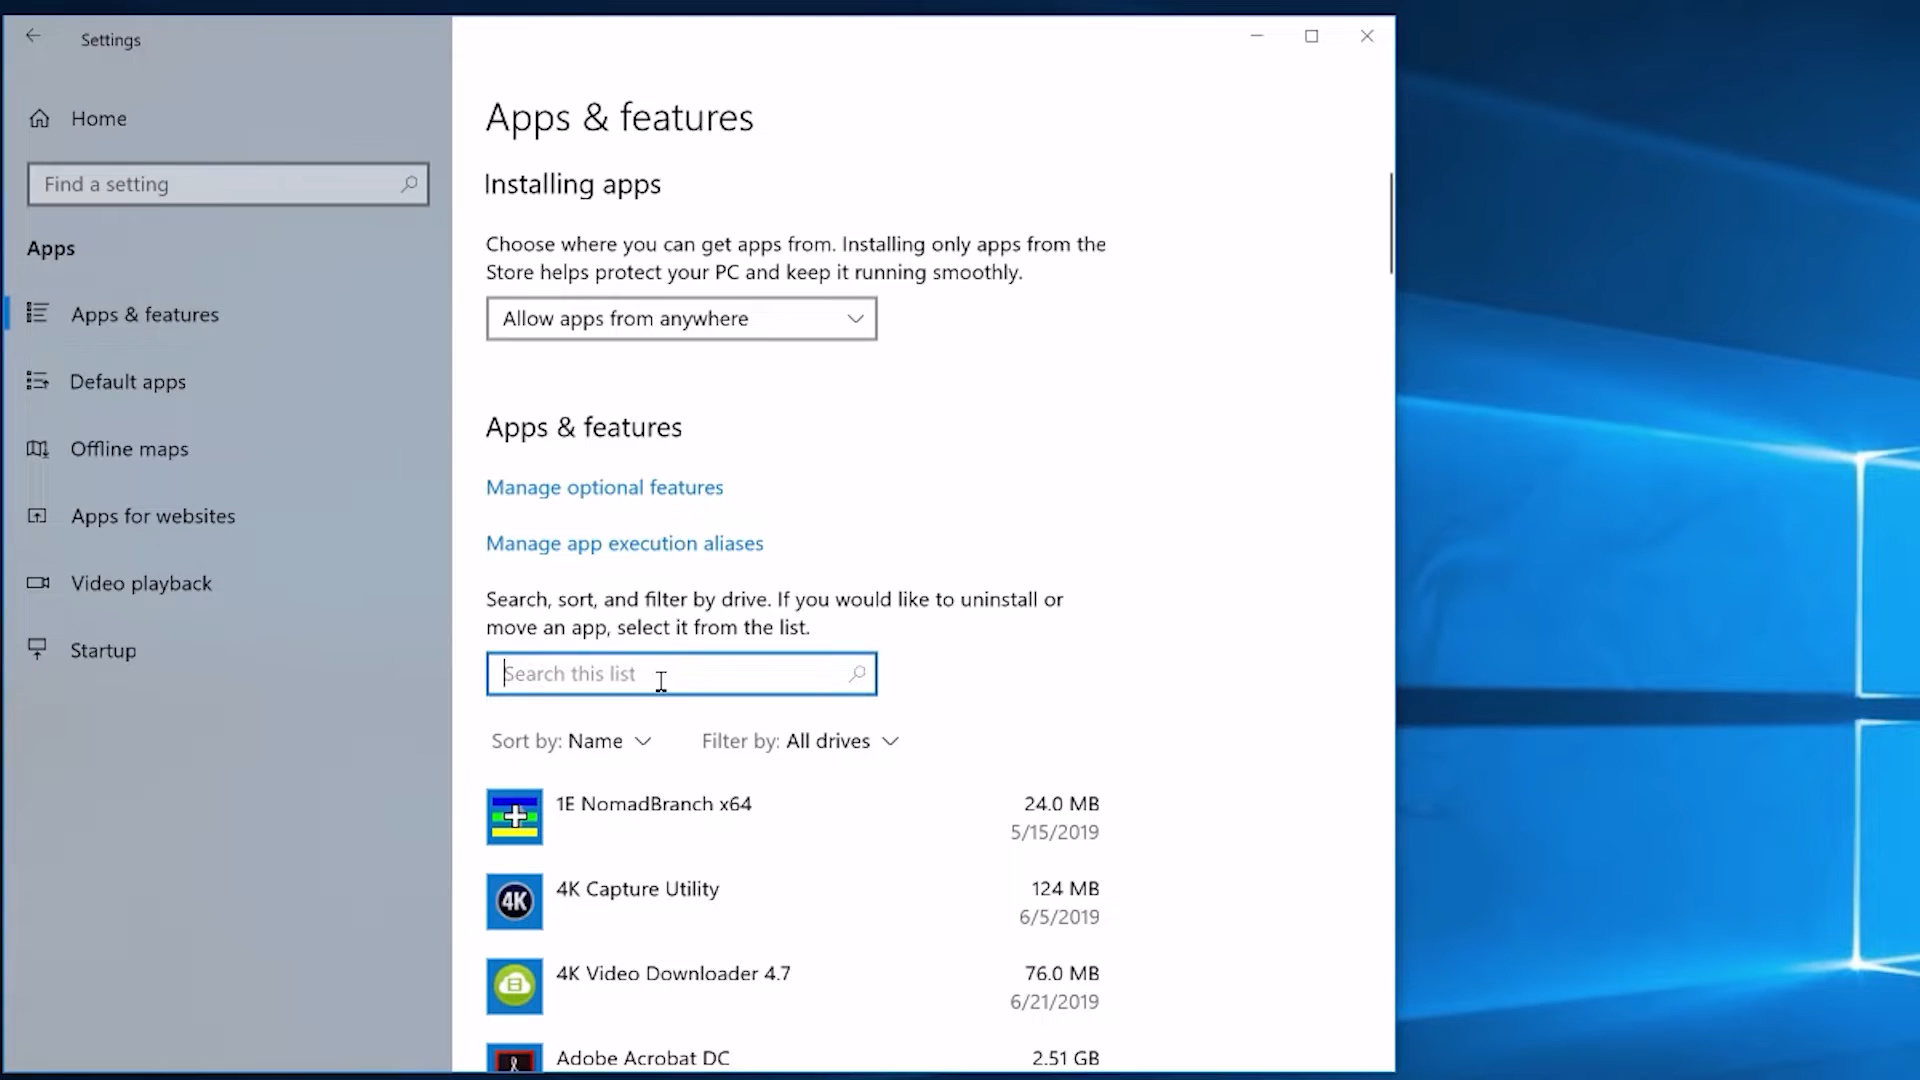 Settings
Home
Find a setting
Apps
Apps & features
Default apps
Offline maps
Apps for websites
Video playback
Startup
Apps & features
Installing apps
Choose where you can get apps from. Installing only apps from the
Store helps protect your PC and keep it running smoothly.
Allow apps from anywhere
Apps & features
Manage optional features
Manage app execution aliases
Search, sort, and filter by drive. If you would like to uninstall or
move an app, select it from the list.
Search this list
Sort by: Name Filter by: All drives
1E NomadBranch x64 24.0 MB
5/15/2019
4K
4K Capture Utility 124 MB
6/5/2019
4K Video Downloader 4.7 76.0 MB
6/21/2019
Adobe Acrobat DC 2.51 GB